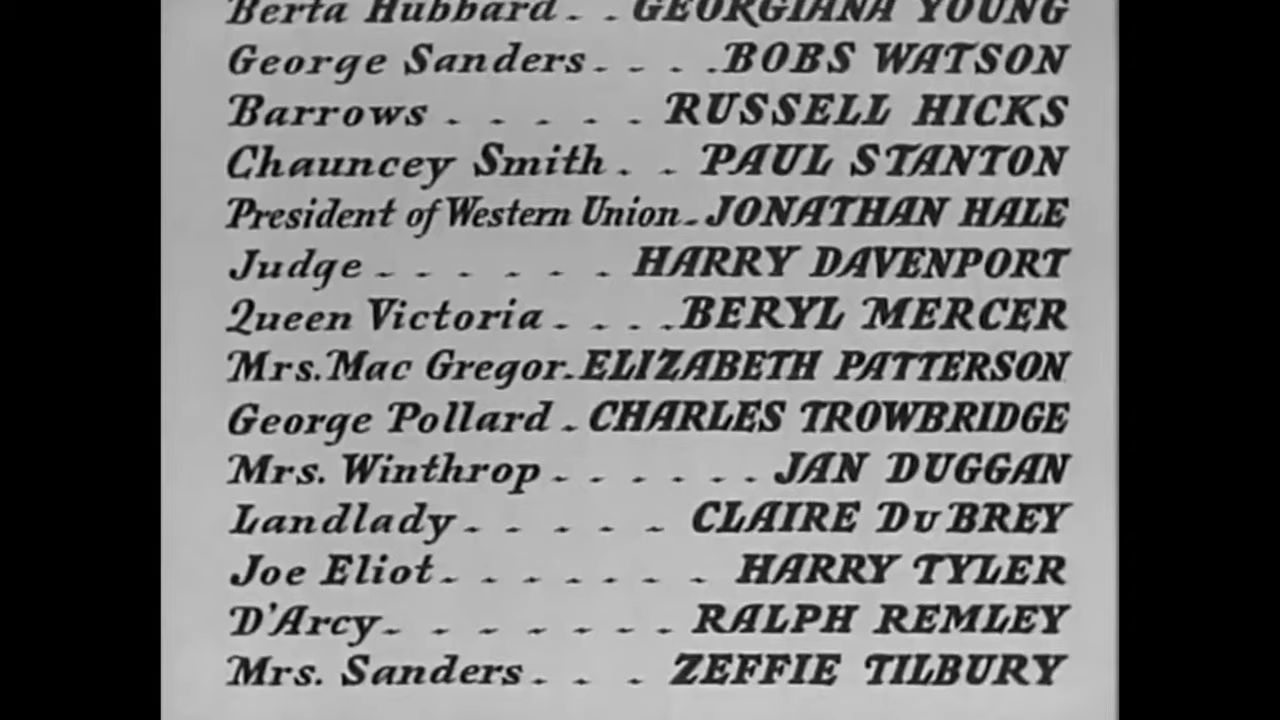 Berta Hubbard. . GEORGIANA YOUNG
George Sanders. . . .BOBS WATSON
Barrows . . . . . RUSSELL HICKS
Chauncey Smith. . PAUL STANTON
President of Western Union..JONATHAN HALE
Judge . . . . . . HARRY DAVENPORT
Queen Victoria . . . .BERYL MERCER
Mrs.Mac Gregor..ELIZABETH PATTERSON
George Pollard . CHARLES TROWBRIDGE
Mrs. Winthrop . . . . . . JAN DUGGAN
Landlady . . . . . CLAIRE DuBREY
Joe Eliot. . . . . . . HARRY TYLER
D'Arcy. . . . . . . RALPH REMLEY
Mrs. Sanders. . . ZEFFIE TILBURY